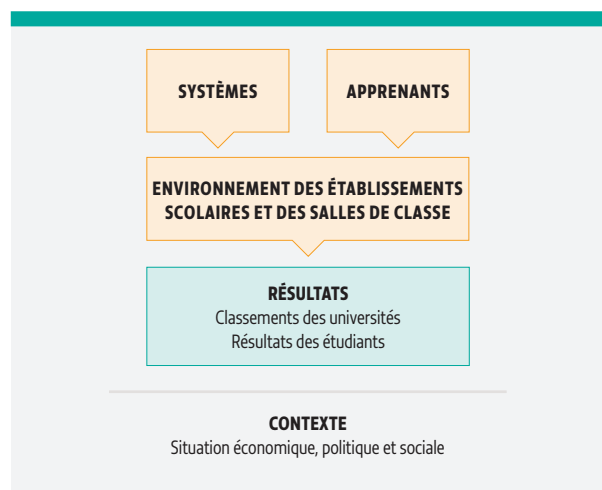 SYSTÈMES
APPRENANTS
ENVIRONNEMENT DES ÉTABLISSEMENTS
SCOLAIRES ET DES SALLES DE CLASSE
RÉSULTATS
Classements des universités
Résultats des étudiants
CONTEXTE
Situation économique, politique et sociale